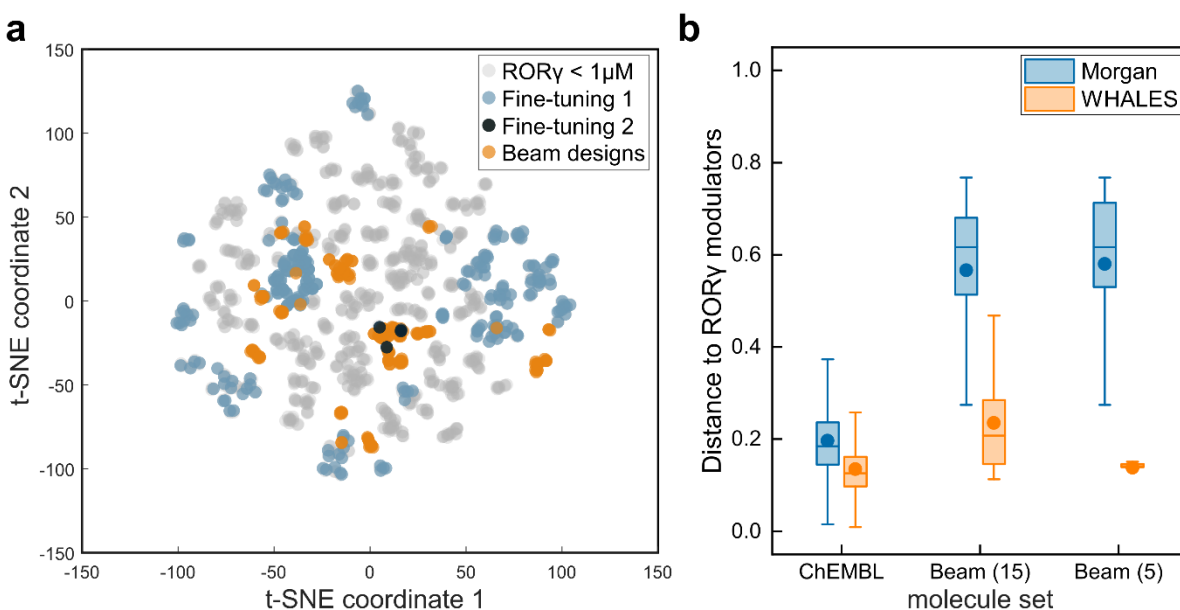 a
150
100
50
0
-50
-100
-150
-150
-100
-50
0
50
100
150
t-SNE coordinate 2
t-SNE coordinate 1
RORγ < 1μM
Fine-tuning 1
Fine-tuning 2
Beam designs
b
1.0
0.8
0.6
0.4
0.2
0.0
Distance to RORγ modulators
Morgan
WHALES
ChEMBL
Beam (15)
Beam (5)
molecule set